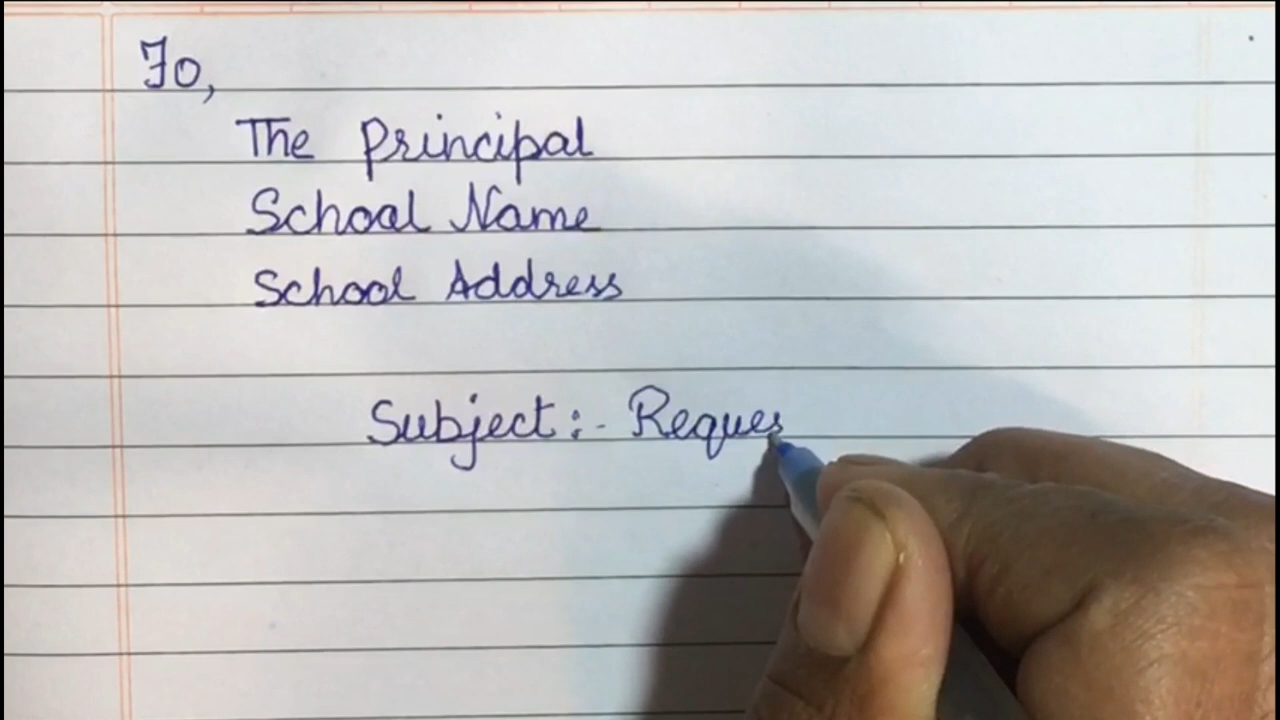 To,
The Principal
School Name
School Address
Subject:- Reques